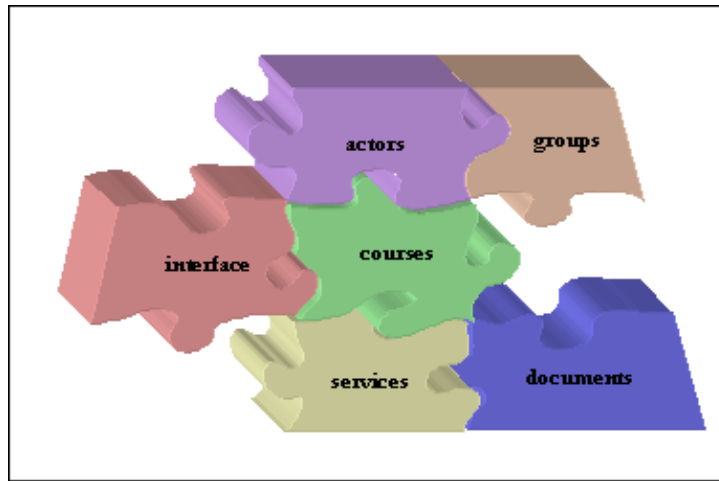 actors
groups
interface
courses
services
documents